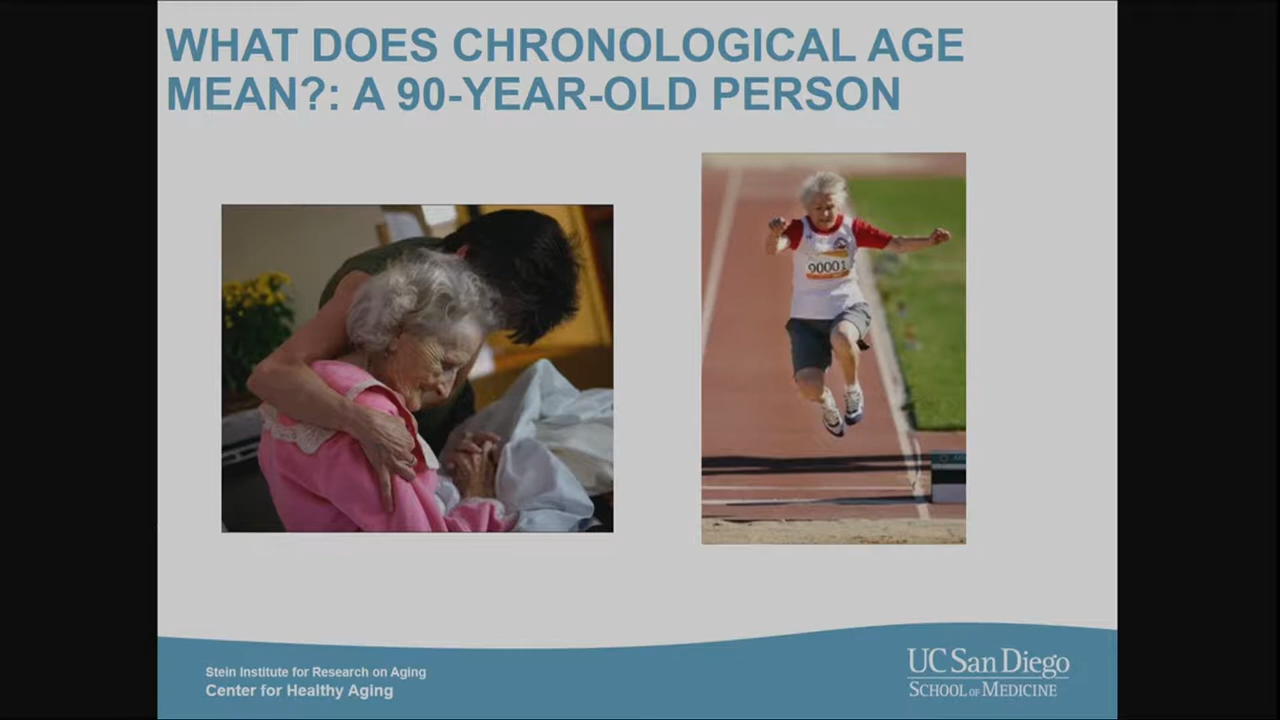 WHAT DOES CHRONOLOGICAL AGE
MEAN?: A 90-YEAR-OLD PERSON
90001
Stein Institute for Research on Aging
Center for Healthy Aging
UC San Diego
SCHOOL OF MEDICINE